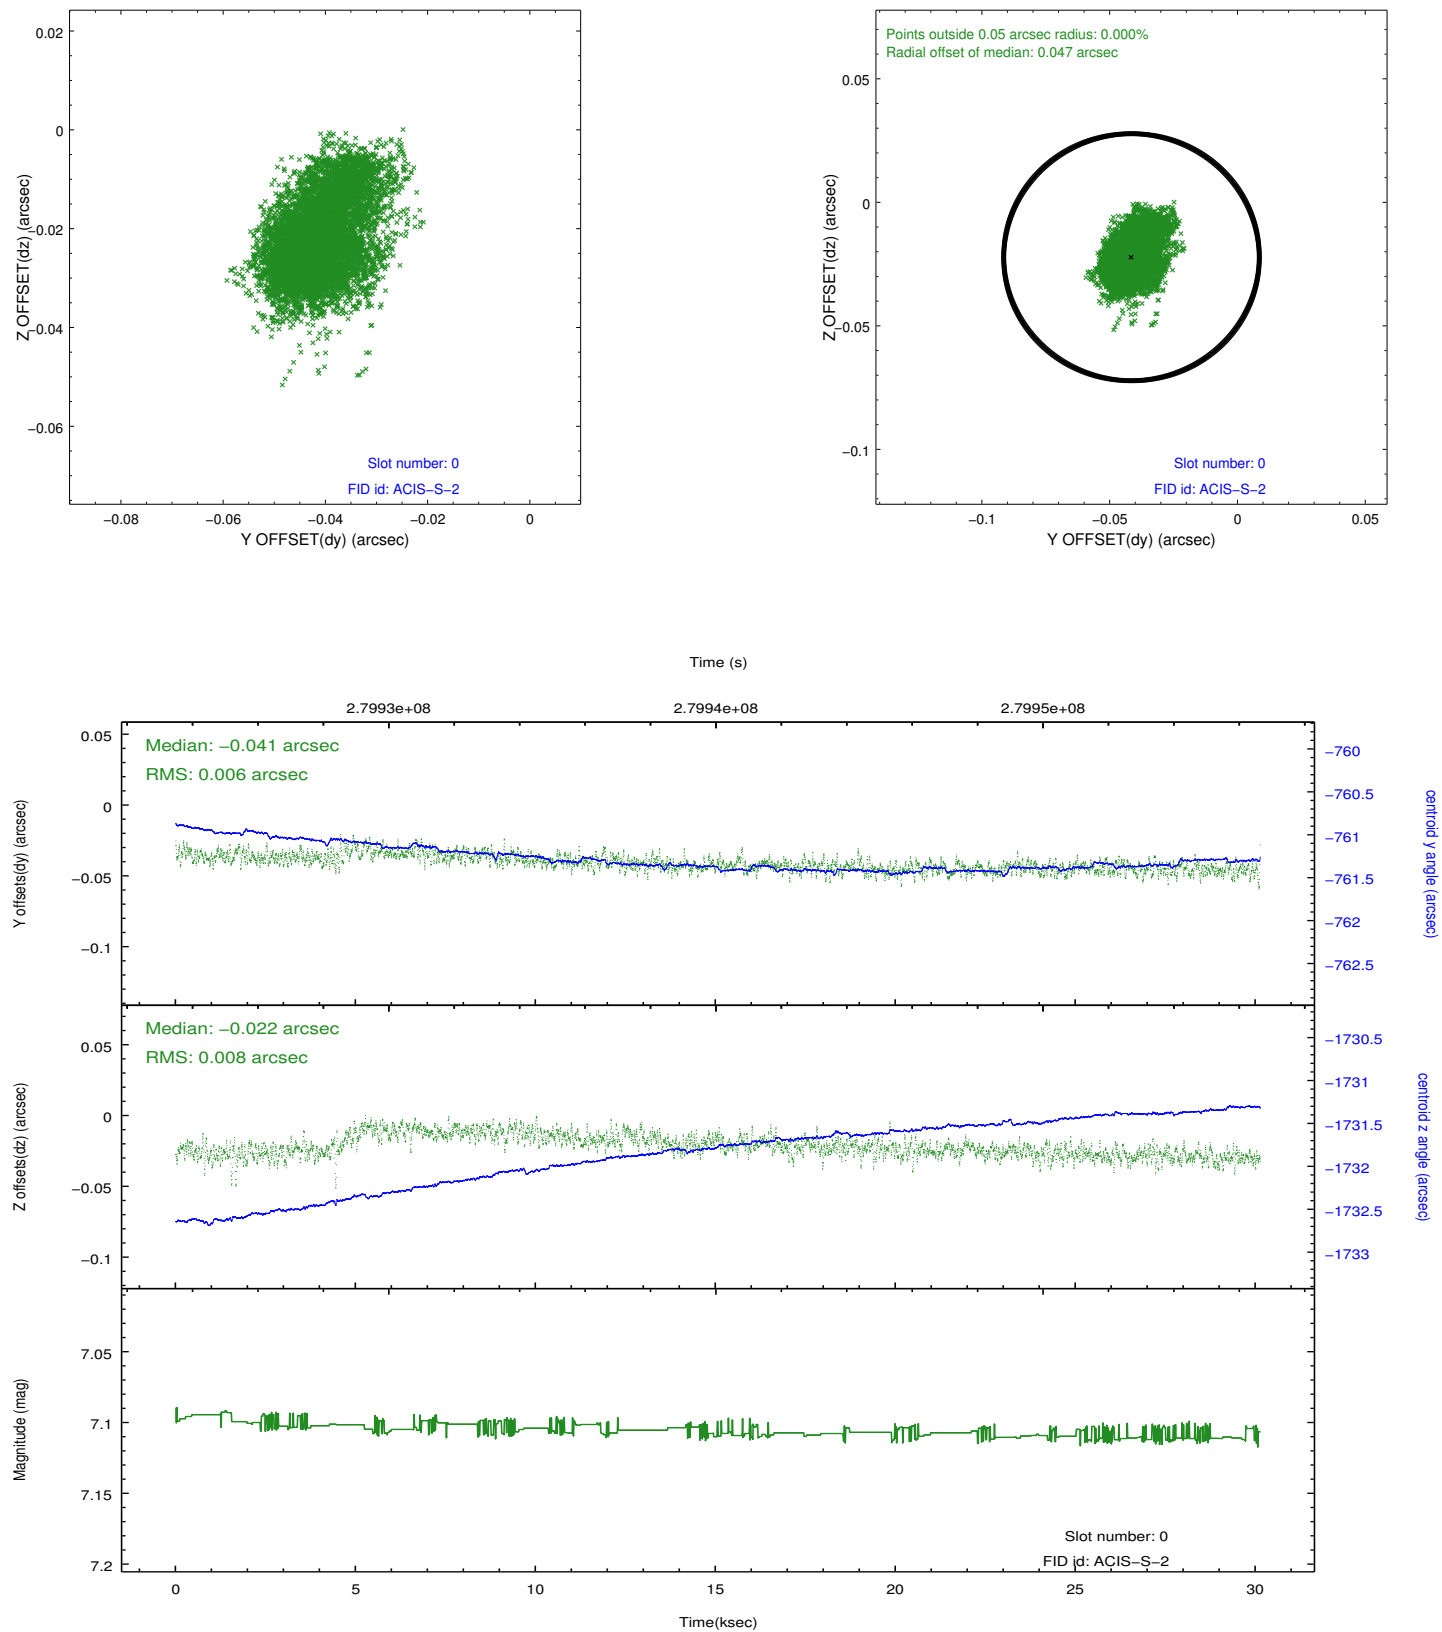 0.02
0
−0.02
−0.04
−0.06
Z OFFSET(dz) (arcsec)
Slot number: 0
FID id: ACIS−S−2
−0.08
−0.06
−0.04
−0.02
0
Y OFFSET(dy) (arcsec)
Points outside 0.05 arcsec radius: 0.000%
Radial offset of median: 0.047 arcsec
0.05
0
−0.05
−0.1
Z OFFSET(dz) (arcsec)
Slot number: 0
FID id: ACIS−S−2
−0.1
−0.05
0
0.05
Y OFFSET(dy) (arcsec)
Time (s)
2.7993e+08
2.7994e+08
2.7995e+08
Median: −0.041 arcsec
RMS: 0.006 arcsec
0.05
0
−0.05
−0.1
Y offsets(dy) (arcsec)
−760
−760.5
−761
−761.5
−762
−762.5
centroid y angle (arcsec)
Median: −0.022 arcsec
RMS: 0.008 arcsec
0.05
0
−0.05
−0.1
Z offsets(dz) (arcsec)
−1730.5
−1731
−1731.5
−1732
−1732.5
−1733
centroid z angle (arcsec)
7.05
7.1
7.15
7.2
Magnitude (mag)
Slot number: 0
FID id: ACIS−S−2
0
5
10
15
20
25
30
Time(ksec)